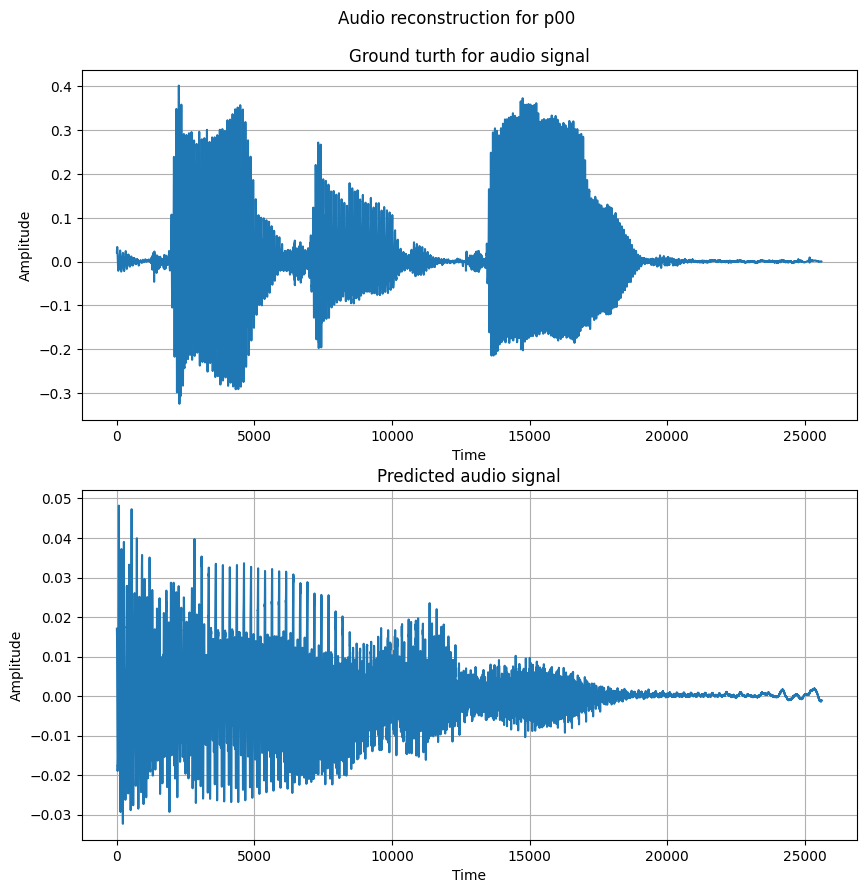 Audio reconstruction for p00
Ground turth for audio signal
0.4
0.3
0.2
0.1
0.0
−0.1
−0.2
−0.3
Amplitude
0 5000 10000 15000 20000 25000
Time
Predicted audio signal
0.05
0.04
0.03
0.02
0.01
0.00
−0.01
−0.02
−0.03
Amplitude
0 5000 10000 15000 20000 25000
Time